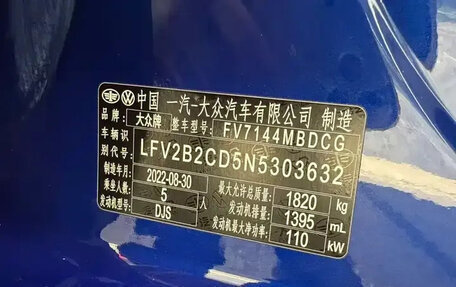 中国 一汽-大众汽车有限公司 制造
品牌 大众牌 整车型号 FV7144MBDCG
车辆识别代号 LFV2B2CD5N5303632
制造年月 2022-08-30 最大允许总质量 1820 kg
乘坐人数 5 人 发动机排量 1395 mL
发动机型号 DJS 发动机最大净功率 110 kW